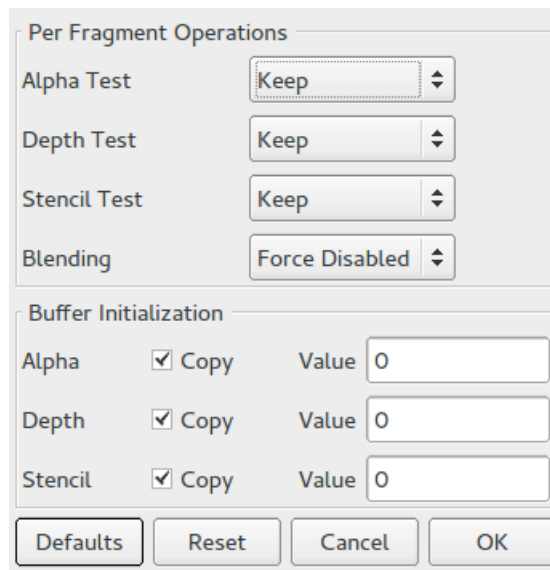 Per Fragment Operations
Alpha Test Keep
Depth Test Keep
Stencil Test Keep
Blending Force Disabled
Buffer Initialization
Alpha Copy Value 0
Depth Copy Value 0
Stencil Copy Value 0
Defaults Reset Cancel OK